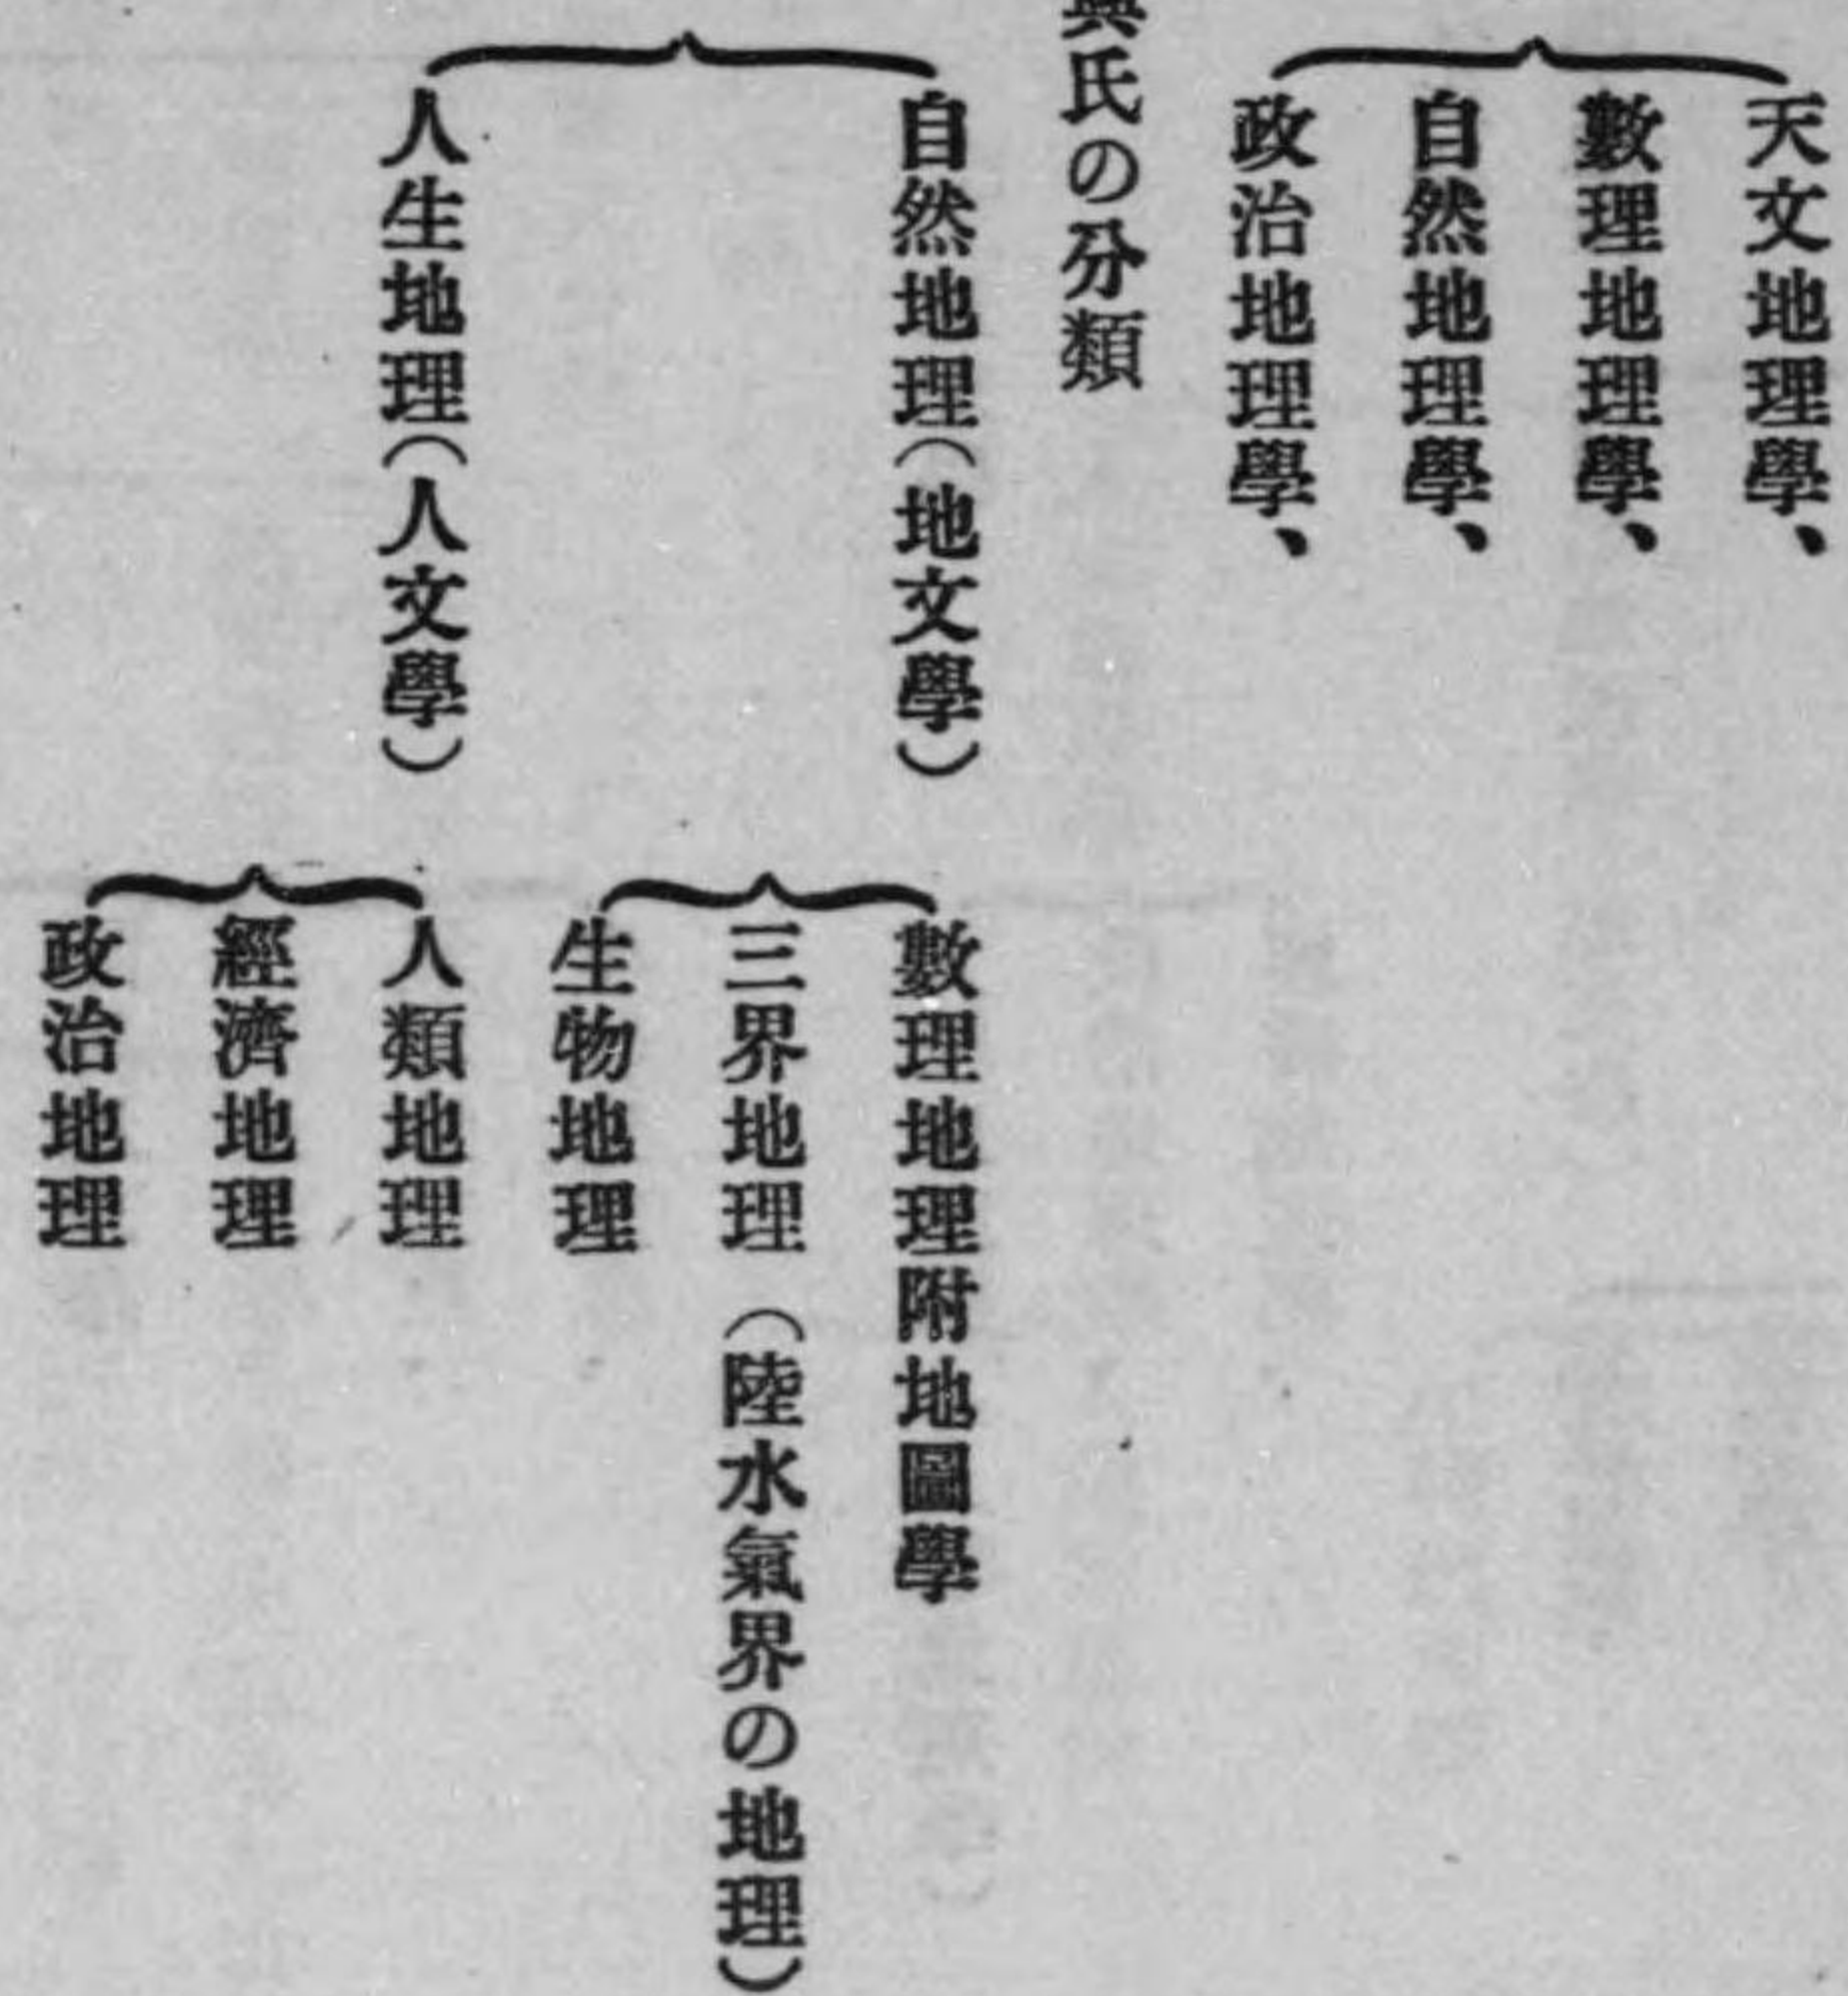 天文地理學、
數理地理學、
自然地理學、
政治地理學、
氏の分類
自然地理(地文學)
數理地理附地圖學
三界地理(陸水氣界の地理)
生物地理
人生地理(人文學)
人類地理
經濟地理
政治地理